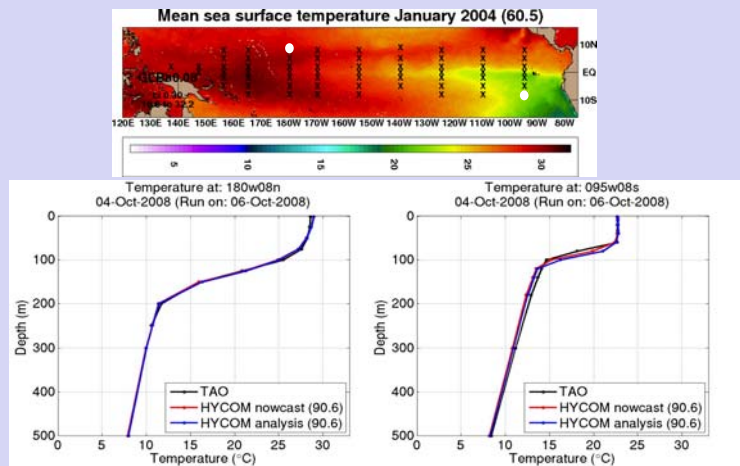 Mean sea surface temperature January 2004 (60.5)
10N
EQ
10S
120E 130E 140E 150E 160E 170E 180W 170W 160W 150W 140W 130W 120W 110W 100W 90W 80W
5 10 15 20 25 30
Temperature at: 180w08n
04-Oct-2008 (Run on: 06-Oct-2008)
0
100
200
300
400
500
Depth (m)
TAO
HYCOM nowcast (90.6)
HYCOM analysis (90.6)
0 5 10 15 20 25 30
Temperature (°C)
Temperature at: 095w08s
04-Oct-2008 (Run on: 06-Oct-2008)
0
100
200
300
400
500
Depth (m)
TAO
HYCOM nowcast (90.6)
HYCOM analysis (90.6)
0 5 10 15 20 25 30
Temperature (°C)